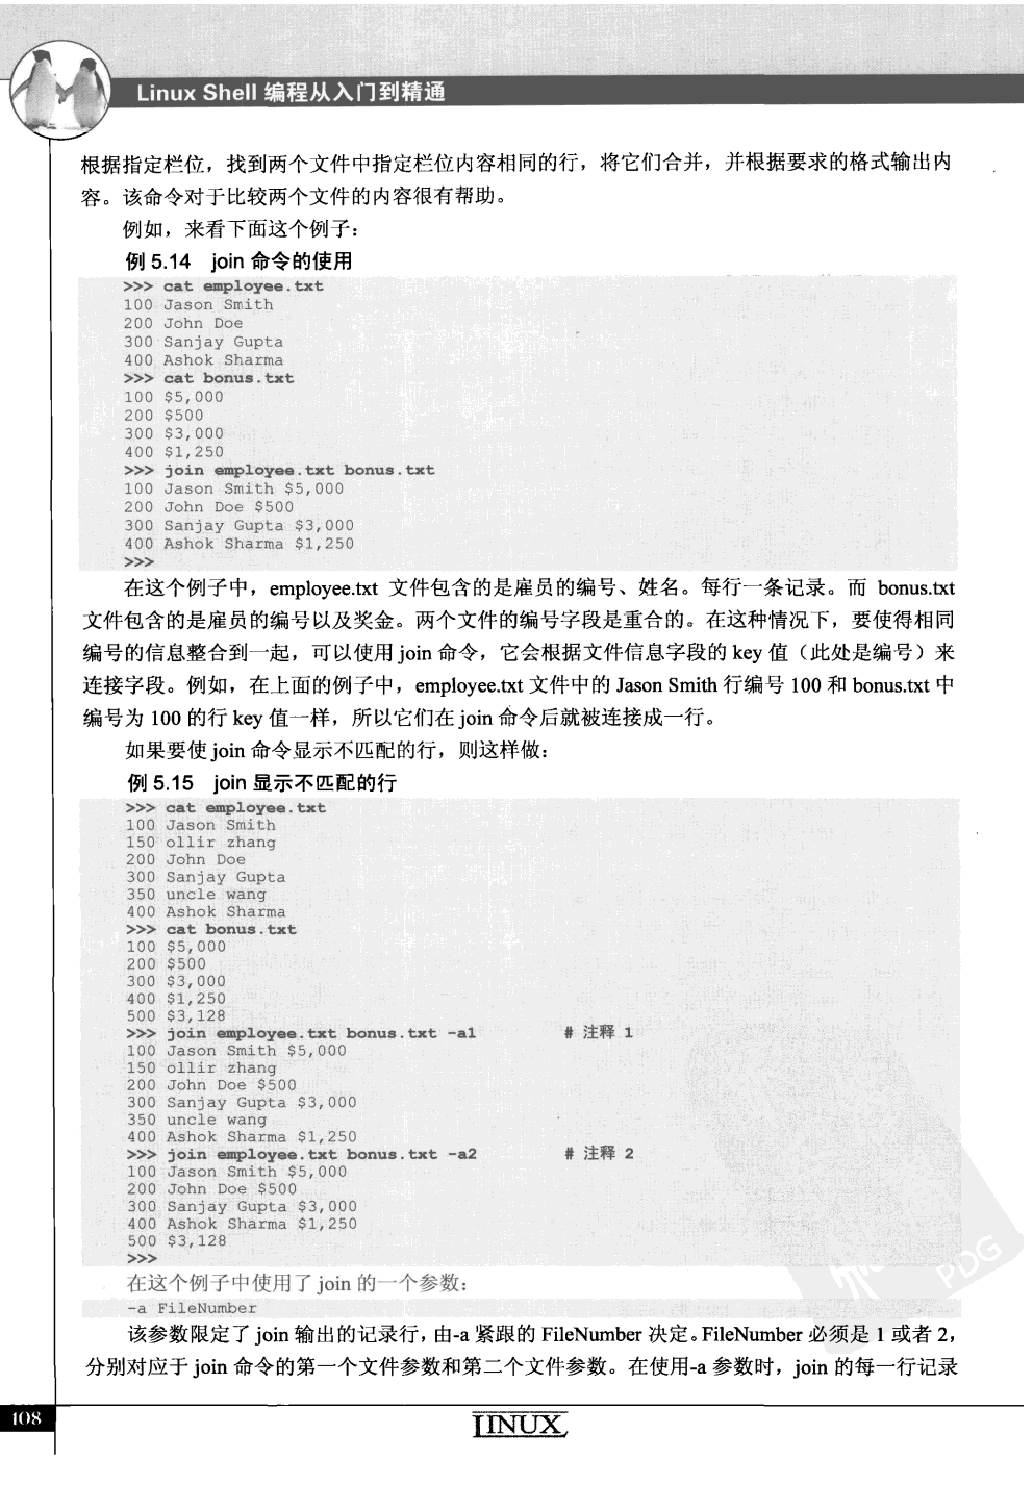 Linux Shell 编程从入门到精通
根据指定栏位，找到两个文件中指定栏位内容相同的行，将它们合并，并根据要求的格式输出内
容。该命令对于比较两个文件的内容很有帮助。
例如，来看下面这个例子：
例 5.14 join 命令的使用
>>> cat employee.txt
100 Jason Smith
200 John Doe
300 Sanjay Gupta
400 Ashok Sharma
>>> cat bonus.txt
100 $5,000
200 $500
300 $3,000
400 $1,250
>>> join employee.txt bonus.txt
100 Jason Smith $5,000
200 John Doe $500
300 Sanjay Gupta $3,000
400 Ashok Sharma $1,250
>>>
在这个例子中，employee.txt 文件包含的是雇员的编号、姓名。每行一条记录。而 bonus.txt
文件包含的是雇员的编号以及奖金。两个文件的编号字段是重合的。在这种情况下，要使得相同
编号的信息整合到一起，可以使用 join 命令，它会根据文件信息字段的 key 值（此处是编号）来
连接字段。例如，在上面的例子中，employee.txt 文件中的 Jason Smith 行编号 100 和 bonus.txt 中
编号为 100 的行 key 值一样，所以它们在 join 命令后就被连接成一行。
如果要使 join 命令显示不匹配的行，则这样做：
例 5.15 join 显示不匹配的行
>>> cat employee.txt
100 Jason Smith
150 ollir zhang
200 John Doe
300 Sanjay Gupta
350 uncle wang
400 Ashok Sharma
>>> cat bonus.txt
100 $5,000
200 $500
300 $3,000
400 $1,250
500 $3,128
>>> join employee.txt bonus.txt -a1 # 注释 1
100 Jason Smith $5,000
150 ollir zhang
200 John Doe $500
300 Sanjay Gupta $3,000
350 uncle wang
400 Ashok Sharma $1,250
>>> join employee.txt bonus.txt -a2 # 注释 2
100 Jason Smith $5,000
200 John Doe $500
300 Sanjay Gupta $3,000
400 Ashok Sharma $1,250
500 $3,128
>>>
在这个例子中使用了 join 的一个参数：
-a FileNumber
该参数限定了 join 输出的记录行，由-a 紧跟的 FileNumber 决定。FileNumber 必须是 1 或者 2，
分别对应于 join 命令的第一个文件参数和第二个文件参数。在使用-a 参数时，join 的每一行记录
108
LINUX
PDG